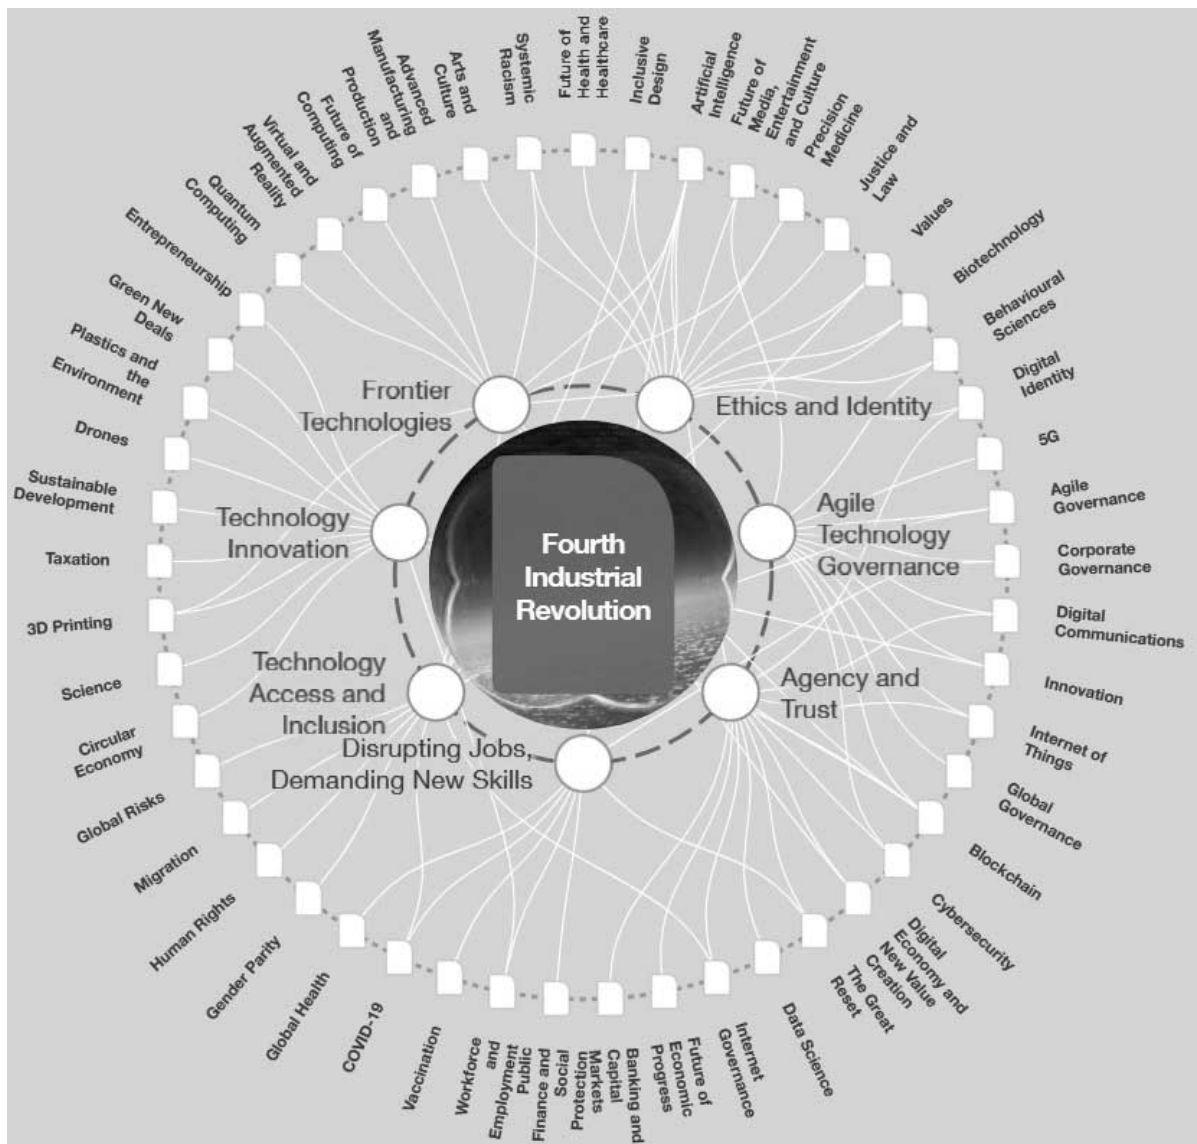 Fourth
Industrial
Revolution
Frontier
Technologies
Ethics and Identity
Agile
Technology
Governance
Agency and
Trust
Disrupting Jobs,
Demanding New Skills
Technology
Access and
Inclusion
Technology
Innovation
Systemic
Racism
Future of
Health and
Healthcare
Inclusive
Design
Artificial
Intelligence
Future of
Media,
Entertainment
and Culture
Precision
Medicine
Justice and
Law
Values
Biotechnology
Behavioural
Sciences
Digital
Identity
5G
Agile
Governance
Corporate
Governance
Digital
Communications
Innovation
Internet of
Things
Global
Governance
Blockchain
Cybersecurity
Digital
Economy and
New Value
Creation
The Great
Reset
Data Science
Internet
Governance
Future of
Economic
Progress
Banking and
Capital
Markets
Public
Finance and
Social
Protection
Workforce
and
Employment
Vaccination
COVID-19
Global Health
Gender Parity
Human Rights
Migration
Global Risks
Circular
Economy
Science
3D Printing
Taxation
Sustainable
Development
Drones
Plastics and
the
Environment
Green New
Deals
Entrepreneurship
Quantum
Computing
Virtual and
Augmented
Reality
Future of
Computing
Advanced
Manufacturing
and
Production
Arts and
Culture